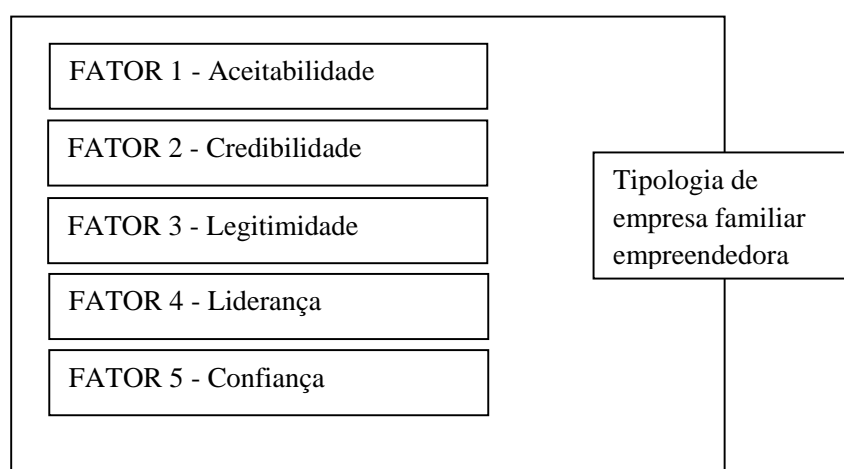 FATOR 1 - Aceitabilidade
FATOR 2 - Credibilidade
FATOR 3 - Legitimidade
FATOR 4 - Liderança
FATOR 5 - Confiança
Tipologia de
empresa familiar
empreendedora